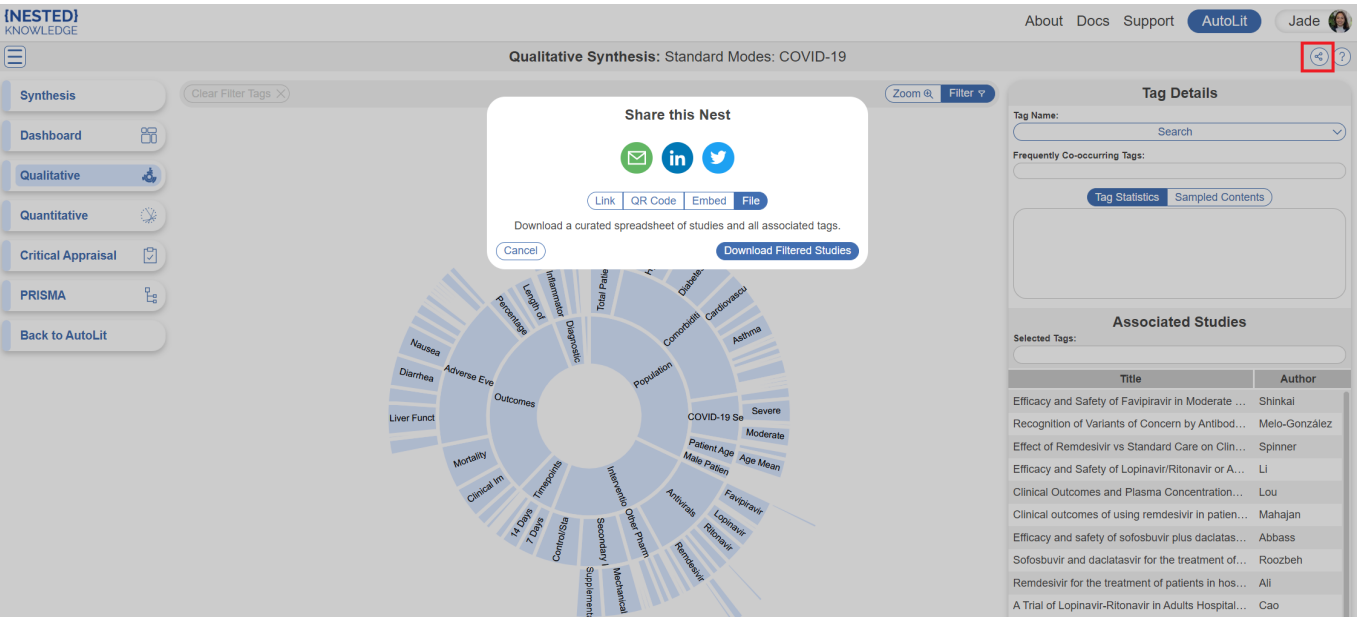 {NESTED}
KNOWLEDGE
About Docs Support AutoLit Jade
Qualitative Synthesis: Standard Modes: COVID-19
?
Synthesis
Dashboard
Qualitative
Quantitative
Critical Appraisal
PRISMA
Back to AutoLit
Clear Filter Tags
Zoom Filter
Share this Nest
in
Link QR Code Embed File
Download a curated spreadsheet of studies and all associated tags.
Cancel Download Filtered Studies
Total Patie
Diabete
Cardiovascu
Comorbiditi
Asthma
Population
COVID-19 Se
Severe
Moderate
Patient Age
Age Mean
Male Patien
Interventio
Antivirals
Favipiravir
Lopinavir
Ritonavir
Remdesivir
Other Pharm
Mechanical
Secondary I
Supplementa
Control/Sta
Timepoints
7 Days
14 Days
Outcomes
Clinical Im
Mortality
Adverse Eve
Liver Funct
Diarrhea
Nausea
Percentage
Length of
Inflammator
Diagnostic
Tag Details
Tag Name:
Search
Frequently Co-occurring Tags:
Tag Statistics Sampled Contents
Associated Studies
Selected Tags:
Title Author
Efficacy and Safety of Favipiravir in Moderate ... Shinkai
Recognition of Variants of Concern by Antibod... Melo-González
Effect of Remdesivir vs Standard Care on Clin... Spinner
Efficacy and Safety of Lopinavir/Ritonavir or A... Li
Clinical Outcomes and Plasma Concentration... Lou
Clinical outcomes of using remdesivir in patien... Mahajan
Efficacy and safety of sofosbuvir plus daclatas... Abbass
Sofosbuvir and daclatasvir for the treatment of... Roozbeh
Remdesivir for the treatment of patients in hos... Ali
A Trial of Lopinavir-Ritonavir in Adults Hospital... Cao